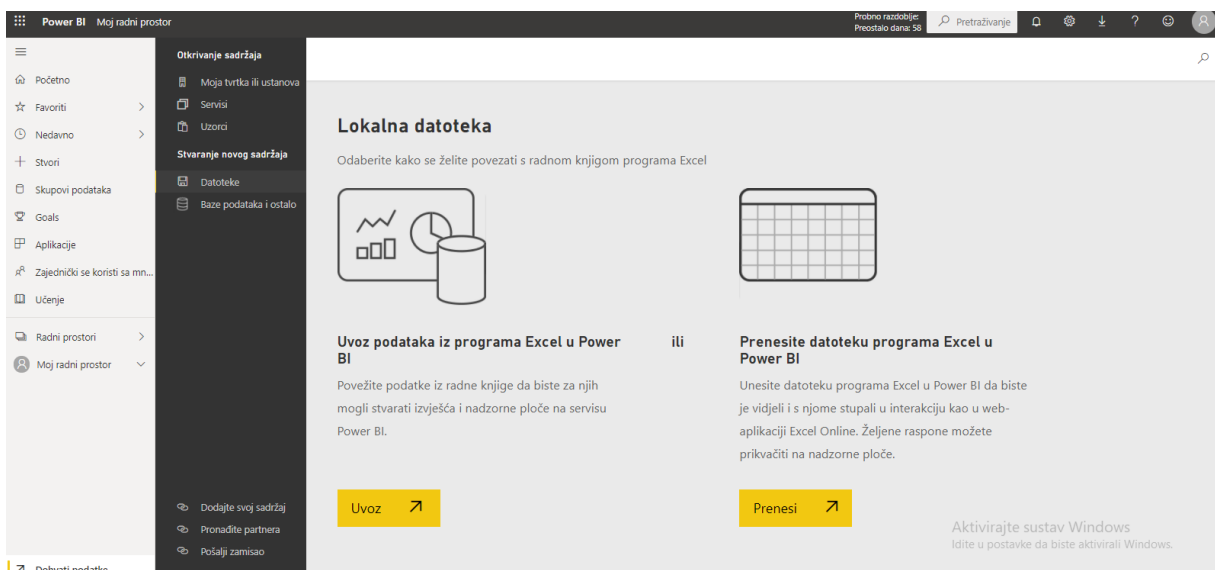 Power BI Moj radni prostor
Probno razdoblje:
Preostalo dana: 58
Pretraživanje
Početno
Favoriti
Nedavno
Stvori
Skupovi podataka
Goals
Aplikacije
Zajednički se koristi sa mn...
Učenje
Radni prostori
Moj radni prostor
Dohvati podatke
Otkrivanje sadržaja
Moja tvrtka ili ustanova
Servisi
Uzorci
Stvaranje novog sadržaja
Datoteke
Baze podataka i ostalo
Dodajte svoj sadržaj
Pronađite partnera
Pošalji zamisao
Lokalna datoteka
Odaberite kako se želite povezati s radnom knjigom programa Excel
Uvoz podataka iz programa Excel u Power
BI
Povežite podatke iz radne knjige da biste za njih
mogli stvarati izvješća i nadzorne ploče na servisu
Power BI.
Uvoz
ili
Prenesite datoteku programa Excel u
Power BI
Unesite datoteku programa Excel u Power BI da biste
je vidjeli i s njome stupali u interakciju kao u web-
aplikaciji Excel Online. Željene raspone možete
prikvačiti na nadzorne ploče.
Prenesi
Aktivirajte sustav Windows
Idite u postavke da biste aktivirali Windows.